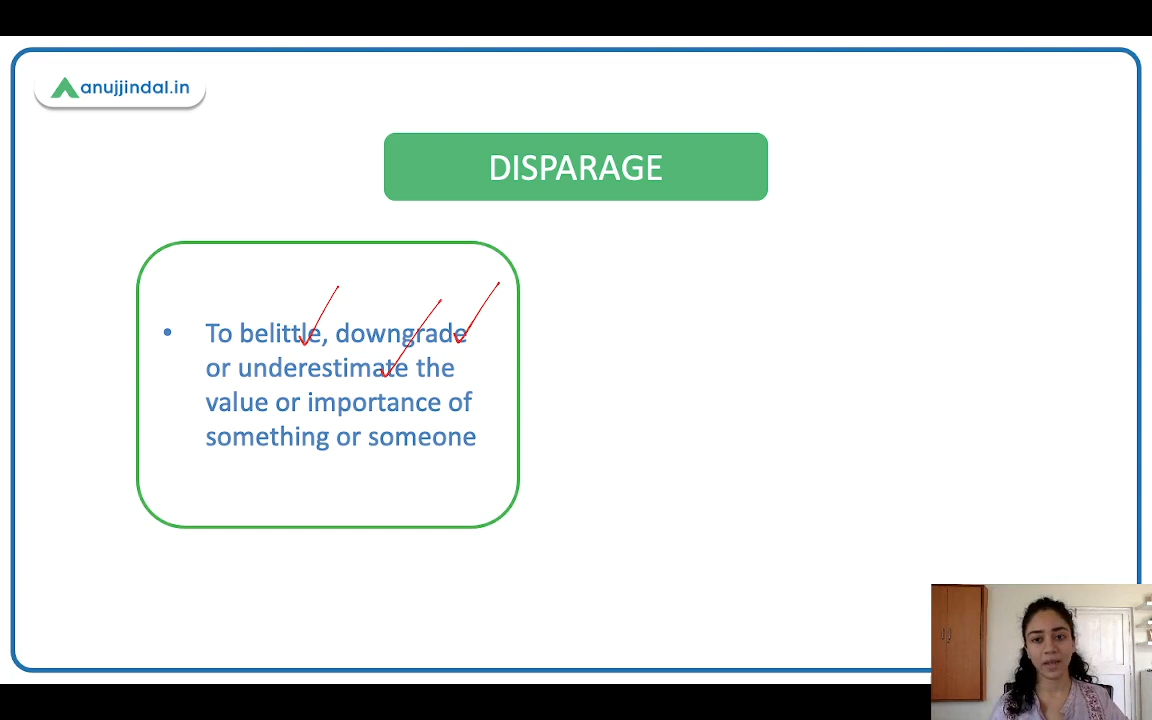 anujjindal.in
DISPARAGE
• To belittle, downgrade
or underestimate the
value or importance of
something or someone